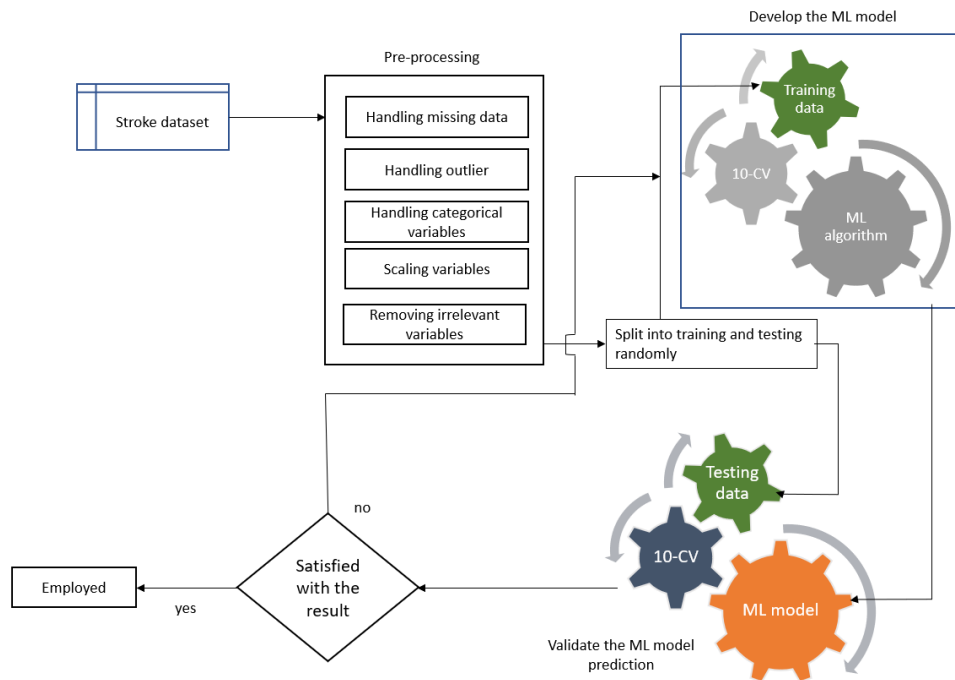 Develop the ML model
Pre-processing
Stroke dataset
Handling missing data
Handling outlier
Handling categorical
variables
Scaling variables
Removing irrelevant
variables
Training
data
10-CV
ML
algorithm
Split into training and testing
randomly
Testing
data
10-CV
ML model
Validate the ML model
prediction
no
Satisfied
with the
result
yes
Employed